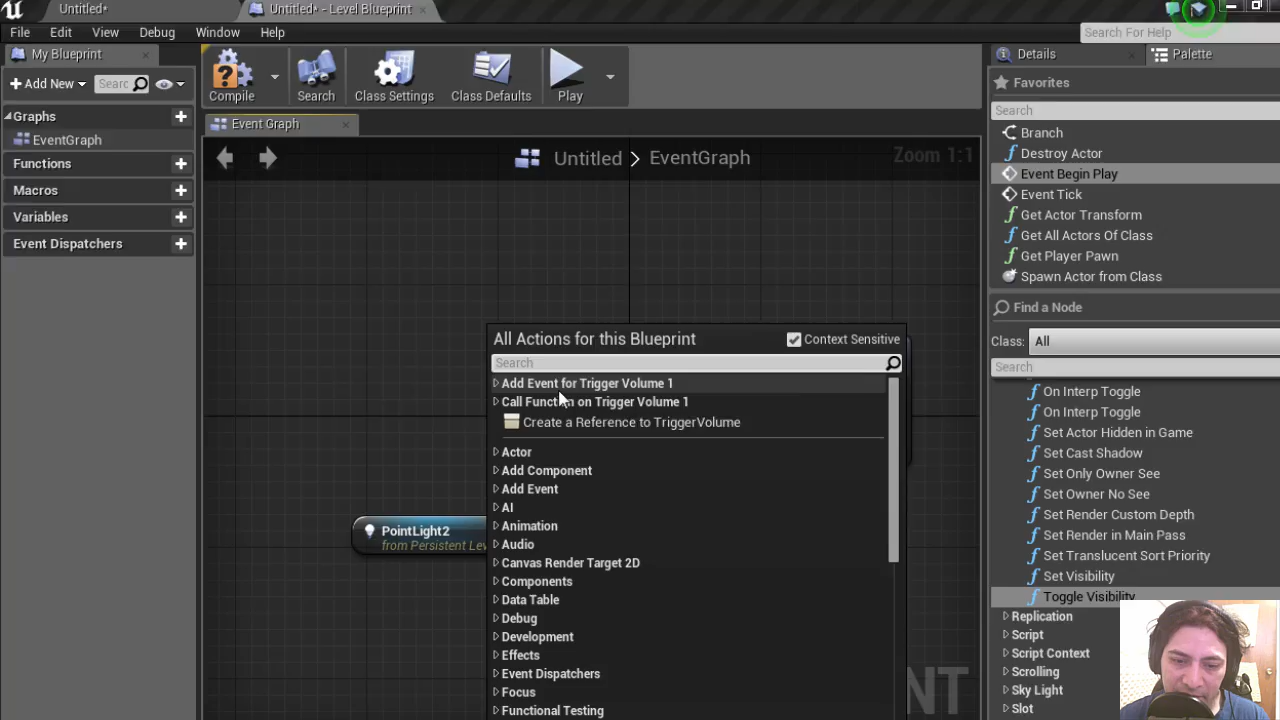 Untitled*
Untitled* - Level Blueprint
File Edit View Window Help
Search For Help
My Blueprint
Add New
Searc
Graphs
EventGraph
Functions
Macros
Variables
Event Dispatchers
Compile
Search
Class Settings
Class Defaults
Play
Event Graph
Untitled > EventGraph
Zoom 1:1
PointLight2
from Persistent Lev
All Actions for this Blueprint
Context Sensitive
Search
Add Event for Trigger Volume 1
Call Function on Trigger Volume 1
Create a Reference to TriggerVolume
Actor
Add Component
Add Event
AI
Animation
Audio
Canvas Render Target 2D
Components
Data Table
Debug
Development
Effects
Event Dispatchers
Focus
Functional Testing
NT
Details
Palette
Favorites
Search
Branch
Destroy Actor
Event Begin Play
Event Tick
Get Actor Transform
Get All Actors Of Class
Get Player Pawn
Spawn Actor from Class
Find a Node
Class: All
Search
On Interp Toggle
On Interp Toggle
Set Actor Hidden in Game
Set Cast Shadow
Set Only Owner See
Set Owner No See
Set Render Custom Depth
Set Render in Main Pass
Set Translucent Sort Priority
Set Visibility
Toggle Visibility
Replication
Script
Script Context
Scrolling
Sky Light
Slot